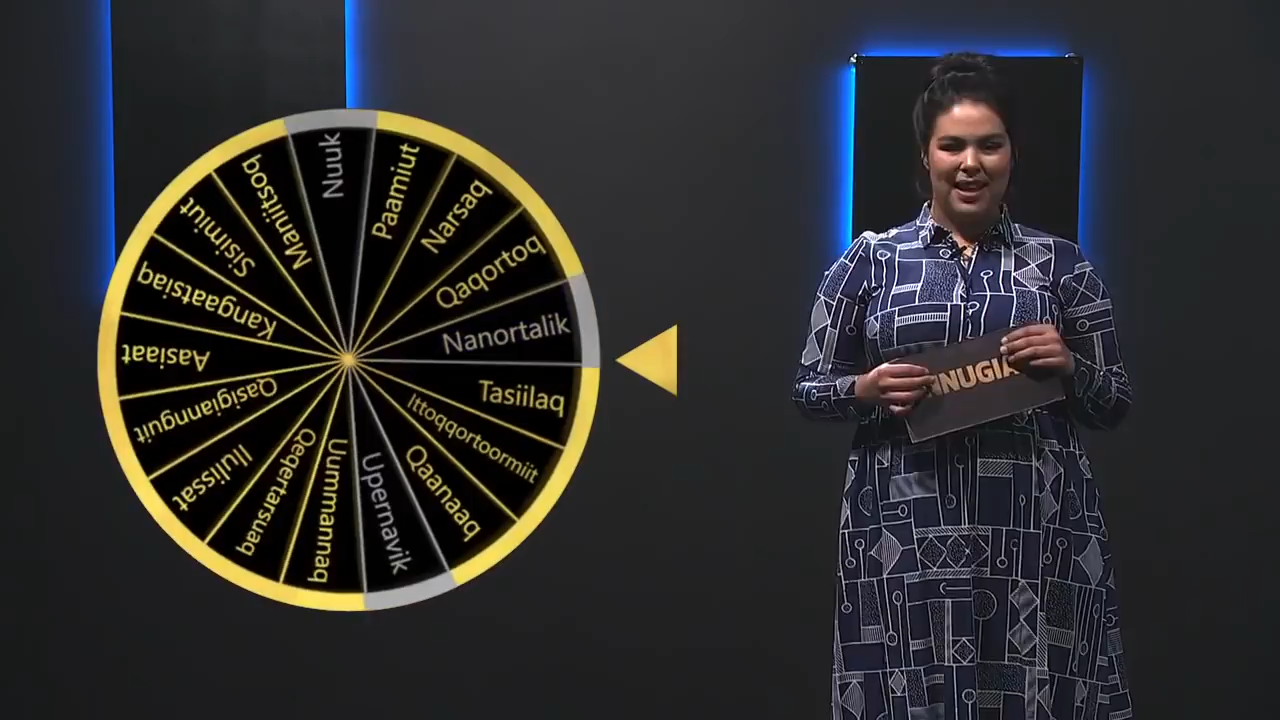 Nuuk
Paamiut
Narsaq
Qaqortoq
Nanortalik
Tasiilaq
Ittoqqortoormiit
Qaanaaq
Upernavik
Uummannaq
Qeqertarsuaq
Ilulissat
Qasigiannguit
Aasiaat
Kangaatsiaq
Sisimiut
Maniitsoq